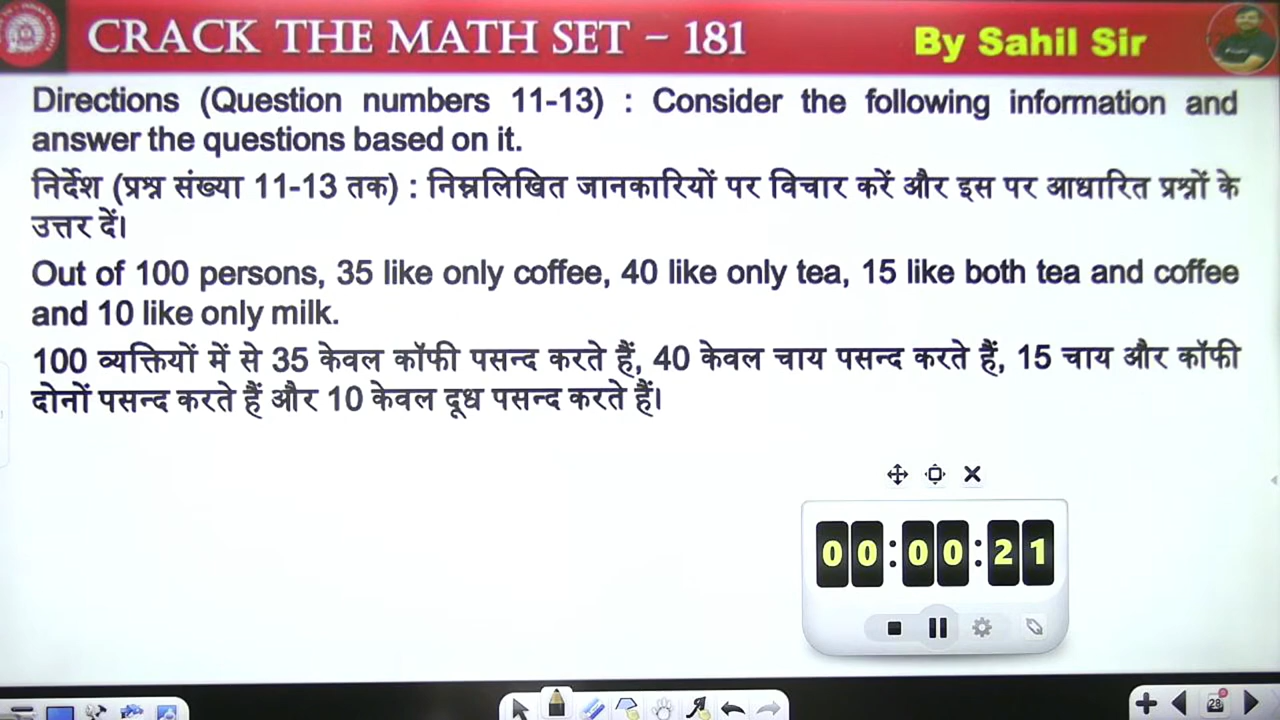 CRACK THE MATH SET – 181
By Sahil Sir
Directions (Question numbers 11-13) : Consider the following information and
answer the questions based on it.
निर्देश (प्रश्न संख्या 11-13 तक) : निम्नलिखित जानकारियों पर विचार करें और इस पर आधारित प्रश्नों के
उत्तर दें।
Out of 100 persons, 35 like only coffee, 40 like only tea, 15 like both tea and coffee
and 10 like only milk.
100 व्यक्तियों में से 35 केवल कॉफी पसन्द करते हैं, 40 केवल चाय पसन्द करते हैं, 15 चाय और कॉफी
दोनों पसन्द करते हैं और 10 केवल दूध पसन्द करते हैं।
00:00:21
28